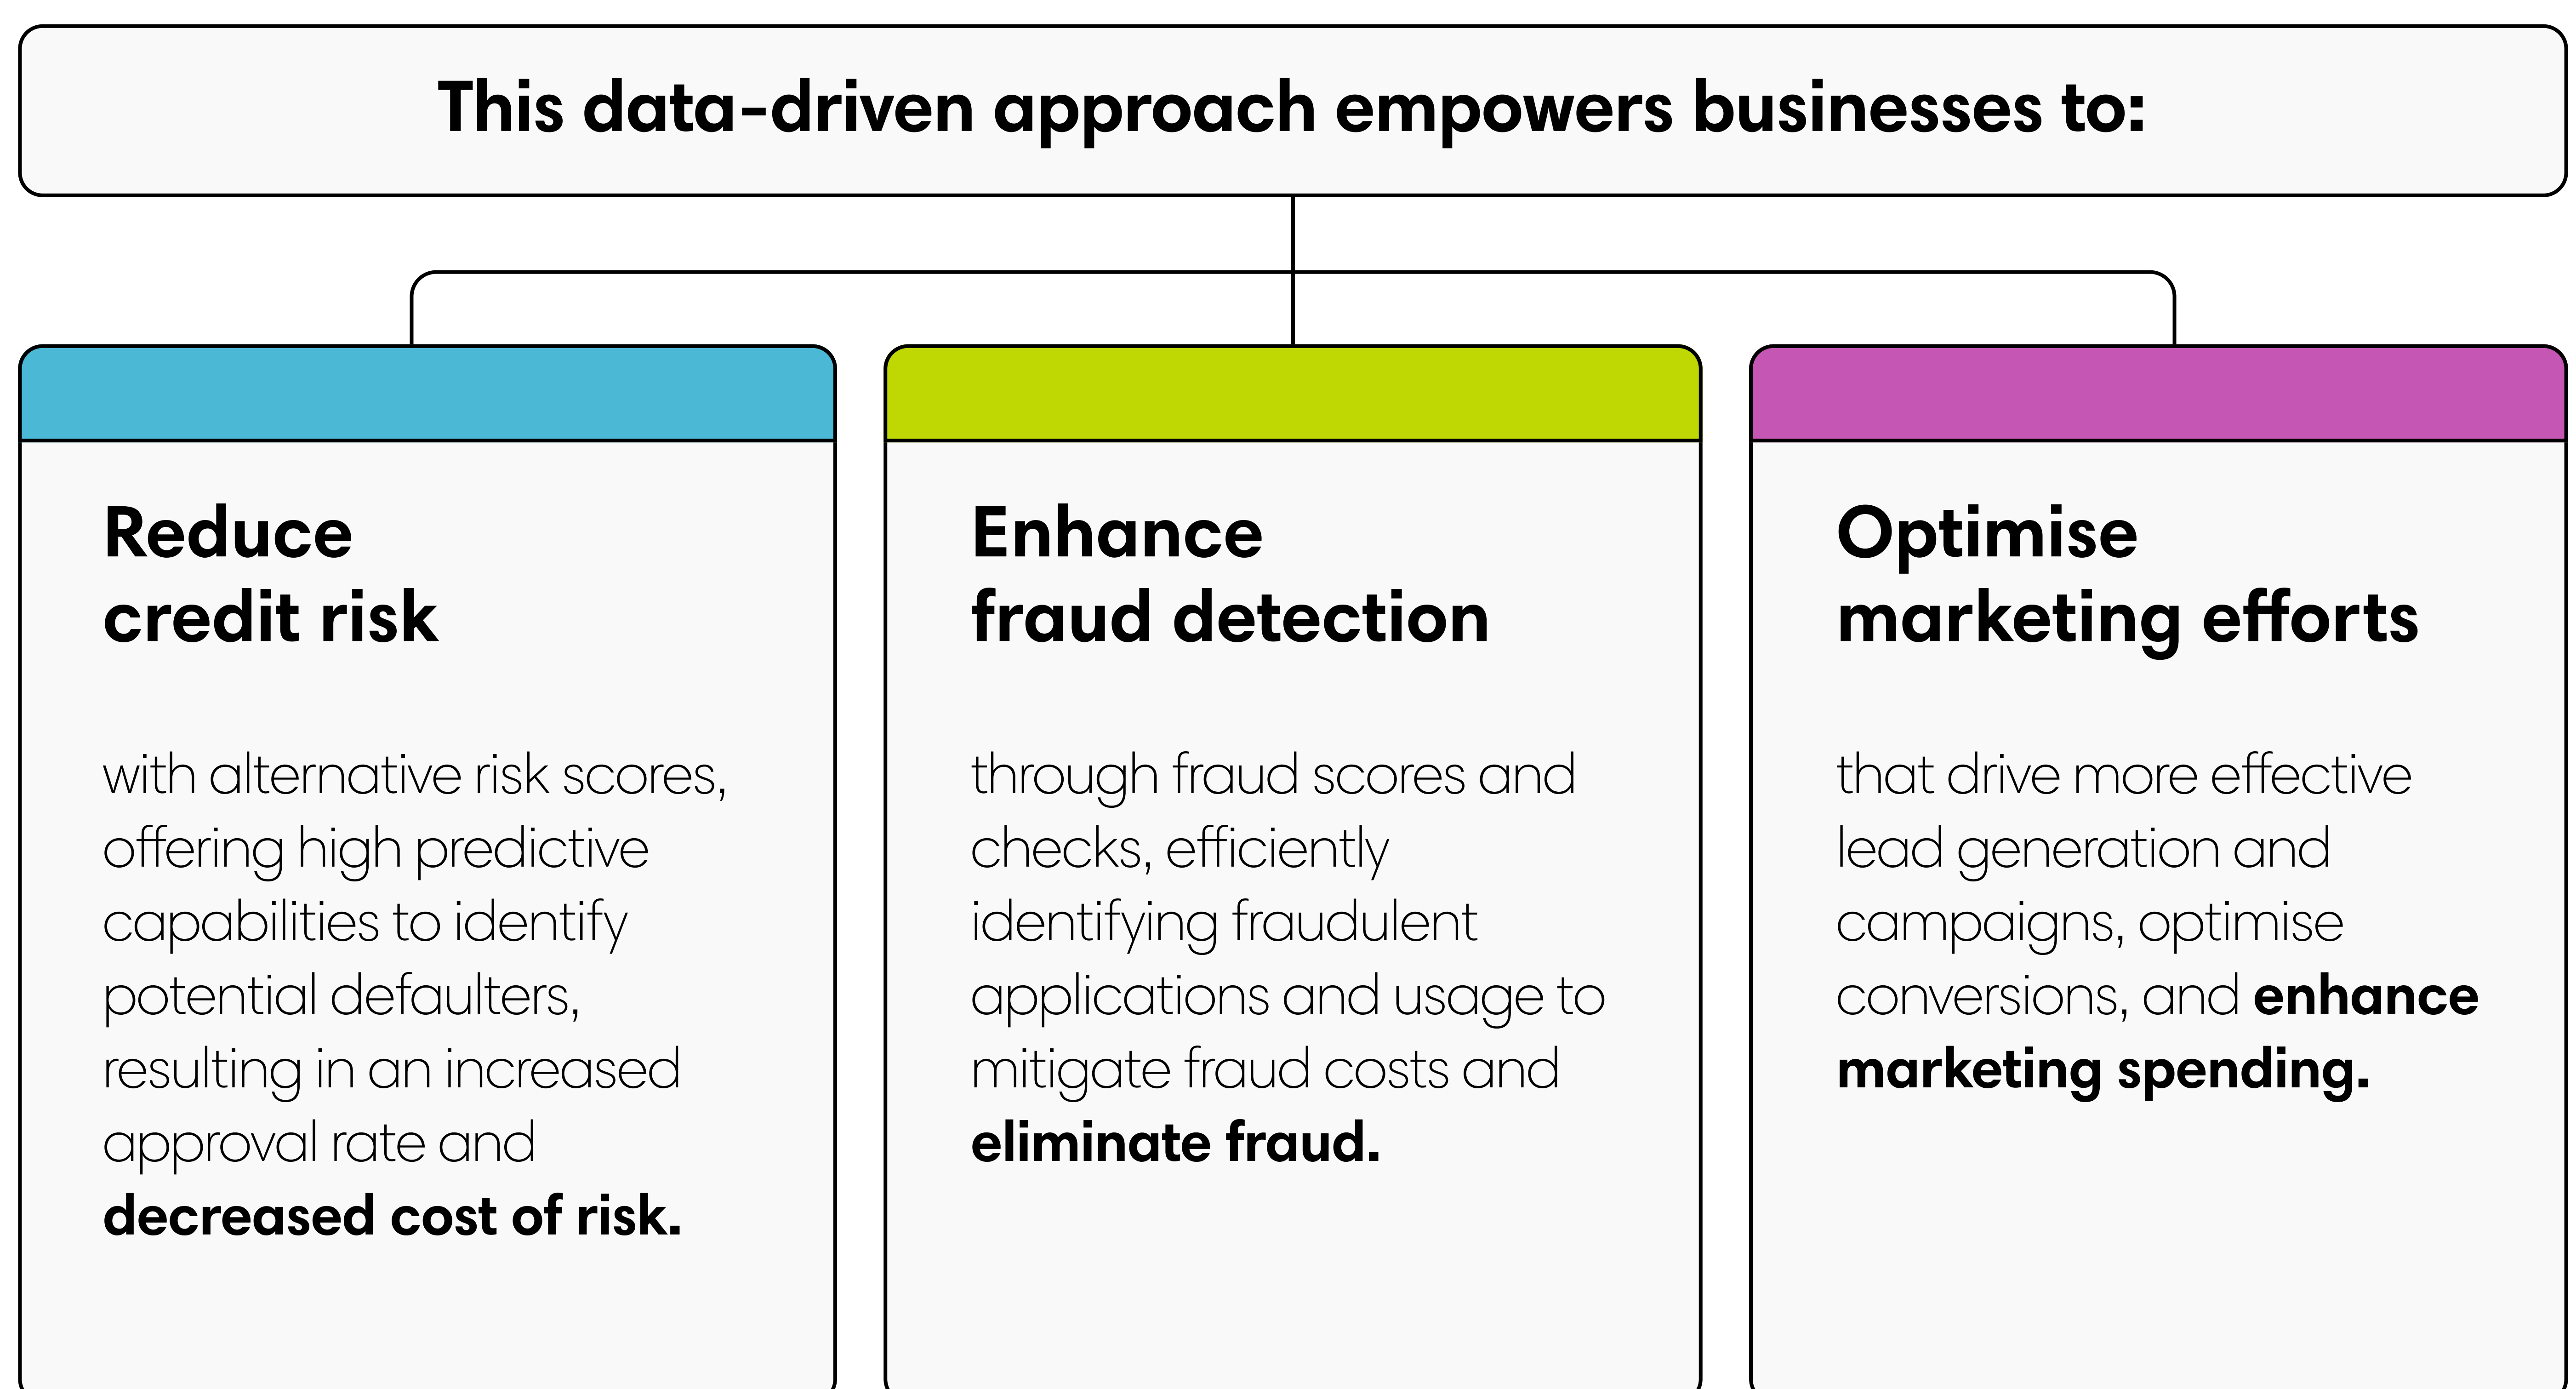 This data-driven approach empowers businesses to:
Reduce
credit risk
with alternative risk scores,
offering high predictive
capabilities to identify
potential defaulters,
resulting in an increased
approval rate and
decreased cost of risk.
Enhance
fraud detection
through fraud scores and
checks, efficiently
identifying fraudulent
applications and usage to
mitigate fraud costs and
eliminate fraud.
Optimise
marketing efforts
that drive more effective
lead generation and
campaigns, optimise
conversions, and enhance
marketing spending.